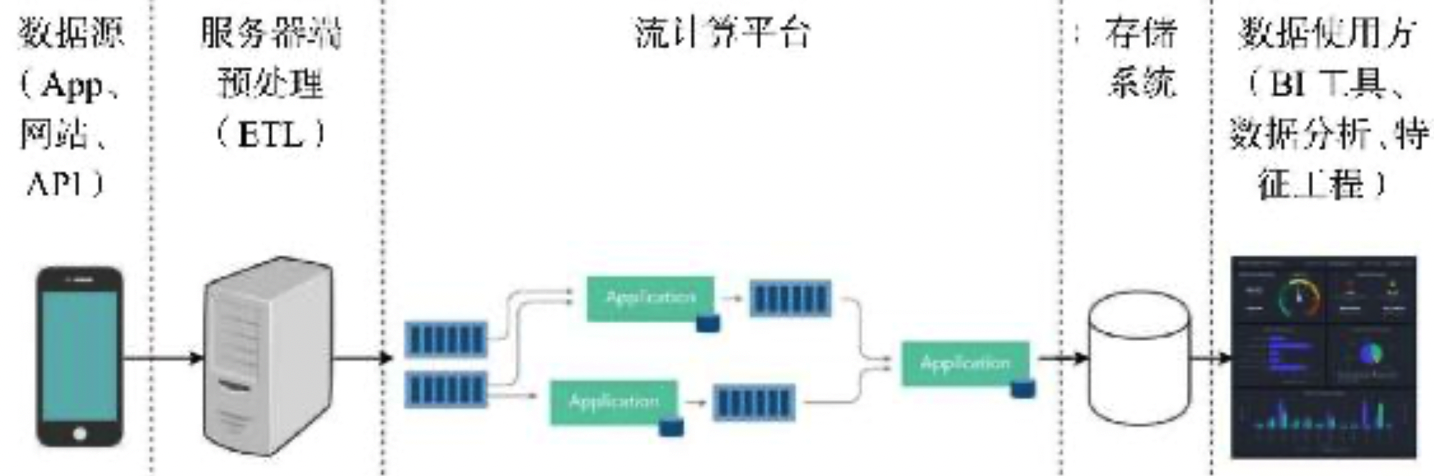 数据源
（App、
网站、
API）
服务器端
预处理
（ETL）
流计算平台
存储
系统
数据使用方
（BI 工具、
数据分析、特
征工程）
Application
Application
Application